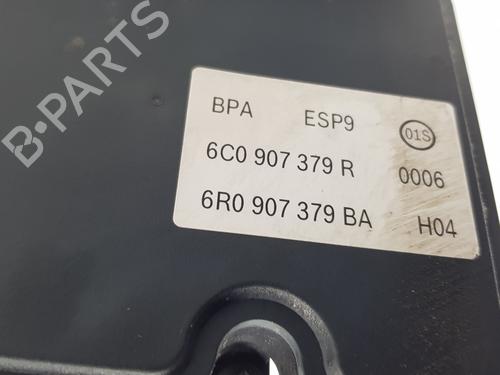 BPA ESP9 01S
6C0 907 379 R 0006
6R0 907 379 BA H04
B-PARTS